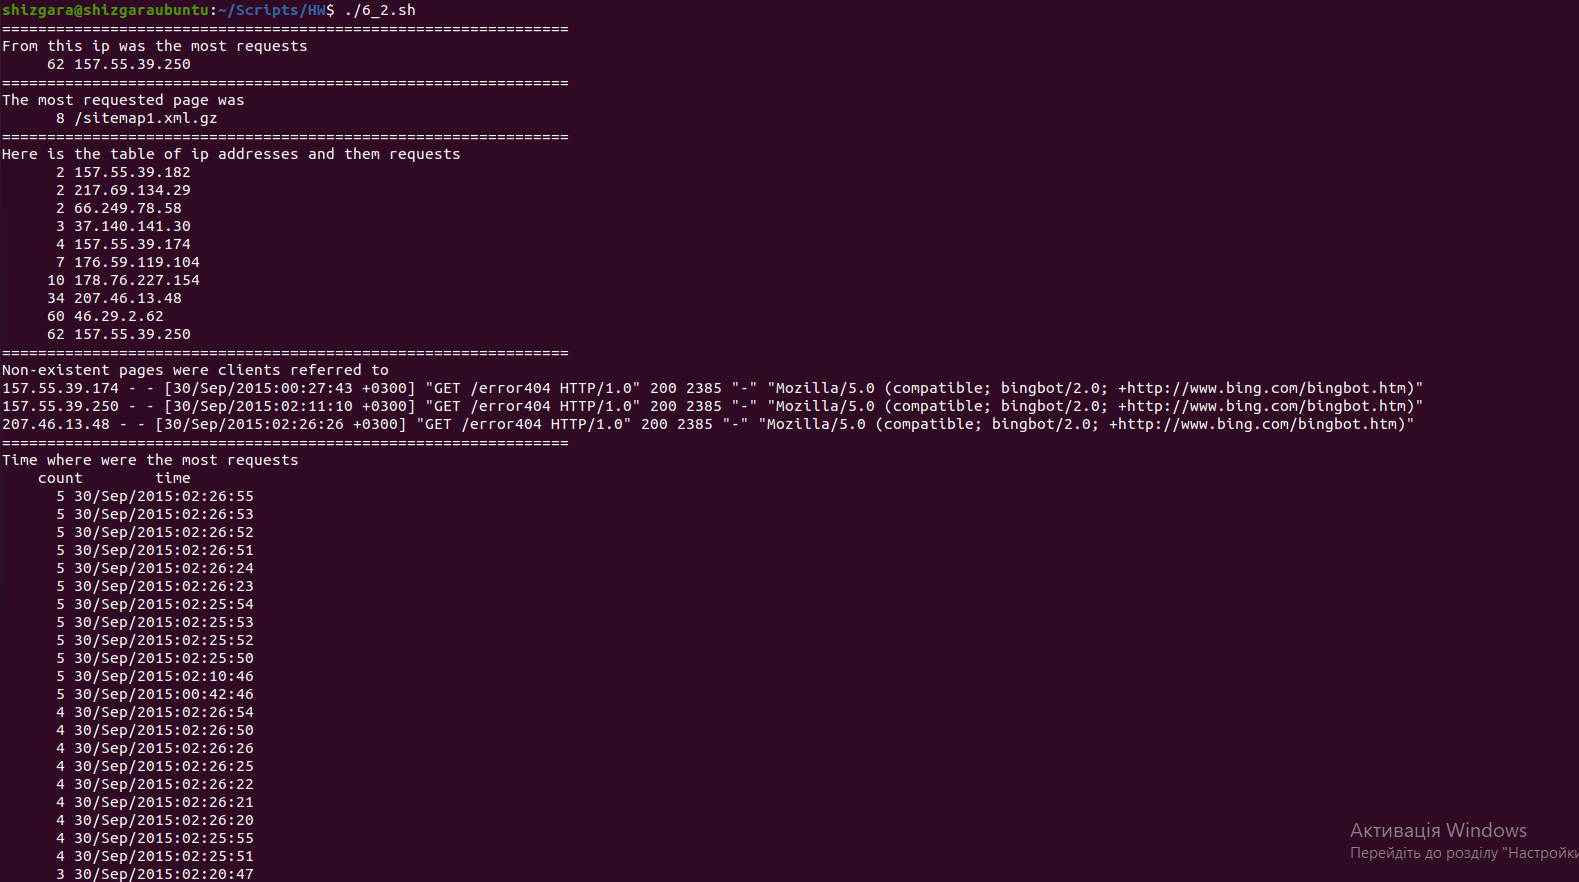 shizgara@shizgaraubuntu:~/Scripts/HW$ ./6_2.sh
===============================================================
From this ip was the most requests
     62 157.55.39.250
===============================================================
The most requested page was
      8 /sitemap1.xml.gz
===============================================================
Here is the table of ip addresses and them requests
      2 157.55.39.182
      2 217.69.134.29
      2 66.249.78.58
      3 37.140.141.30
      4 157.55.39.174
      7 176.59.119.104
     10 178.76.227.154
     34 207.46.13.48
     60 46.29.2.62
     62 157.55.39.250
===============================================================
Non-existent pages were clients referred to
157.55.39.174 - - [30/Sep/2015:00:27:43 +0300] "GET /error404 HTTP/1.0" 200 2385 "-" "Mozilla/5.0 (compatible; bingbot/2.0; +http://www.bing.com/bingbot.htm)"
157.55.39.250 - - [30/Sep/2015:02:11:10 +0300] "GET /error404 HTTP/1.0" 200 2385 "-" "Mozilla/5.0 (compatible; bingbot/2.0; +http://www.bing.com/bingbot.htm)"
207.46.13.48 - - [30/Sep/2015:02:26:26 +0300] "GET /error404 HTTP/1.0" 200 2385 "-" "Mozilla/5.0 (compatible; bingbot/2.0; +http://www.bing.com/bingbot.htm)"
===============================================================
Time where were the most requests
    count        time
      5 30/Sep/2015:02:26:55
      5 30/Sep/2015:02:26:53
      5 30/Sep/2015:02:26:52
      5 30/Sep/2015:02:26:51
      5 30/Sep/2015:02:26:24
      5 30/Sep/2015:02:26:23
      5 30/Sep/2015:02:25:54
      5 30/Sep/2015:02:25:53
      5 30/Sep/2015:02:25:52
      5 30/Sep/2015:02:25:50
      5 30/Sep/2015:02:10:46
      5 30/Sep/2015:00:42:46
      4 30/Sep/2015:02:26:54
      4 30/Sep/2015:02:26:50
      4 30/Sep/2015:02:26:26
      4 30/Sep/2015:02:26:25
      4 30/Sep/2015:02:26:22
      4 30/Sep/2015:02:26:21
      4 30/Sep/2015:02:26:20
      4 30/Sep/2015:02:25:55
      4 30/Sep/2015:02:25:51
      3 30/Sep/2015:02:20:47
Активація Windows
Перейдіть до розділу "Настройки